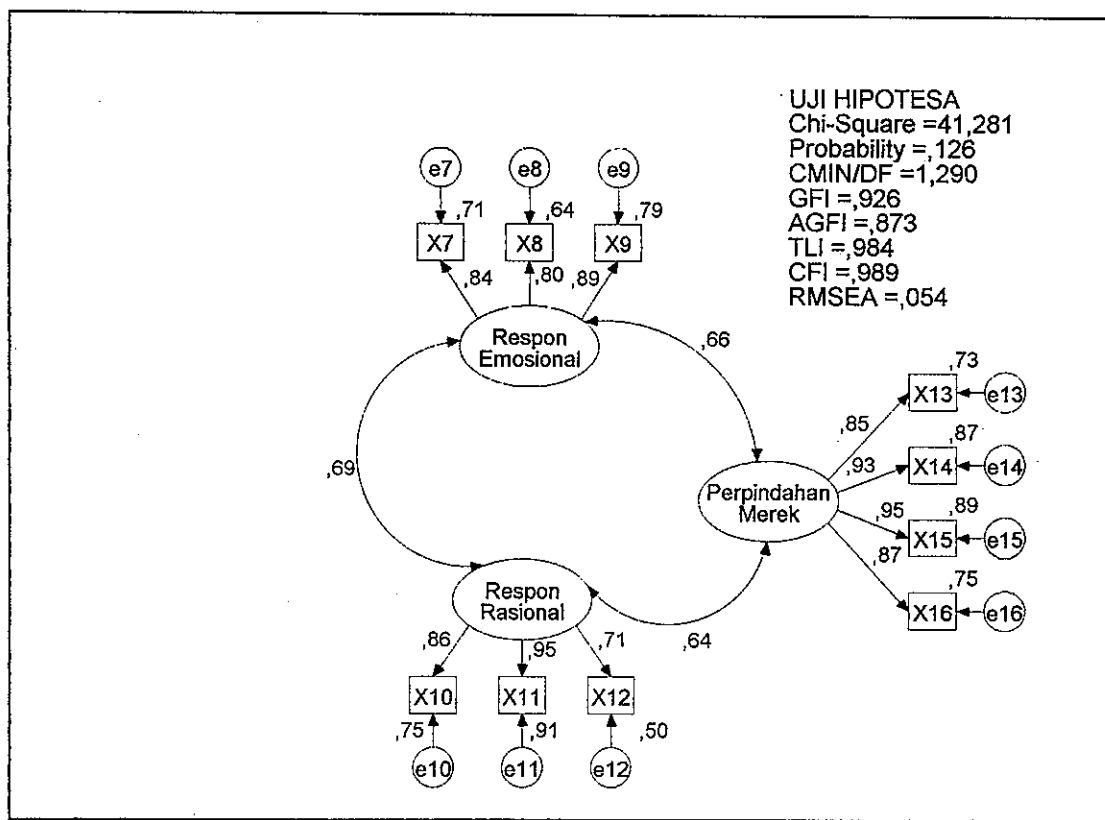 UJI HIPOTESA
Chi-Square =41,281
Probability =,126
CMIN/DF =1,290
GFI =,926
AGFI =,873
TLI =,984
CFI =,989
RMSEA =,054
e7 e8 e9
,71 ,64 ,79
X7 X8 X9
,84 ,80 ,89
Respon
Emosional
,66
,69
,73
X13 e13
,85
,87
,93 X14 e14
Perpindahan
Merek
,95 ,89
X15 e15
,87
,75
X16 e16
Respon
Rasional
,64
,86 ,95 ,71
X10 X11 X12
,75 ,91 ,50
e10 e11 e12